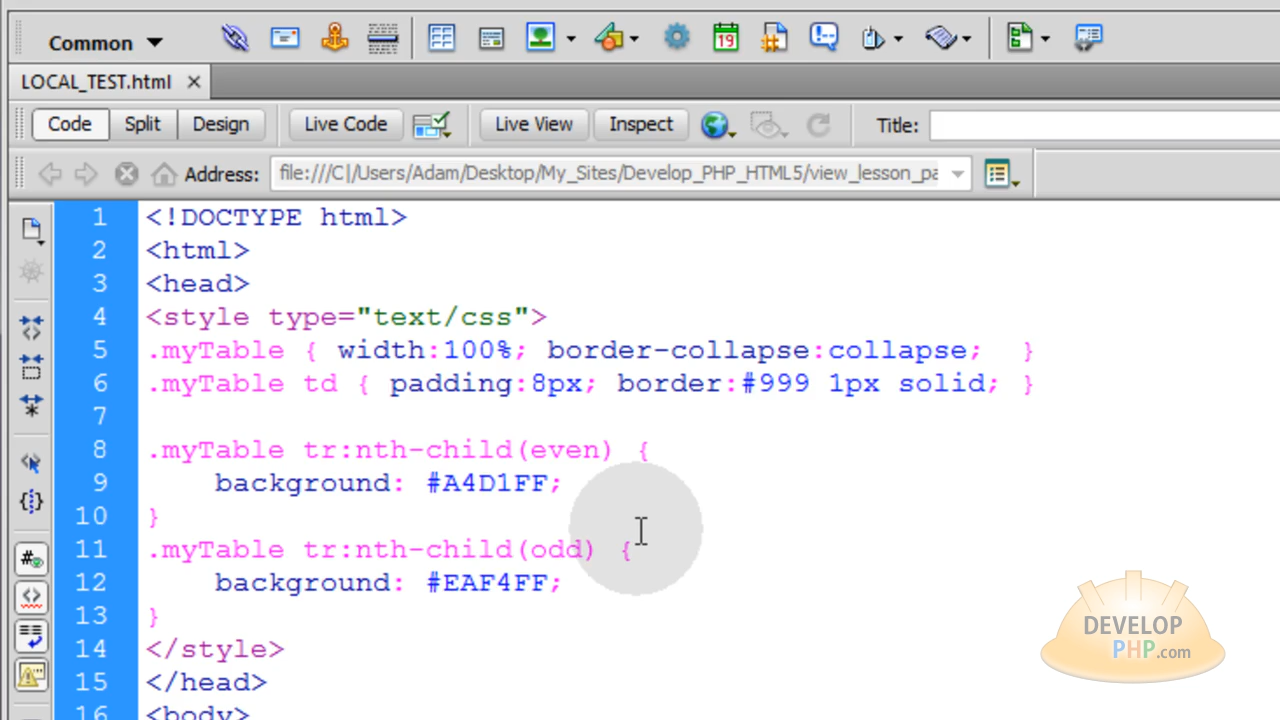 Common
19
LOCAL_TEST.html
Code Split Design Live Code Live View Inspect Title:
Address: file:///C|/Users/Adam/Desktop/My_Sites/Develop_PHP_HTML5/view_lesson_pa
1 <!DOCTYPE html>
2 <html>
3 <head>
4 <style type="text/css">
5 .myTable { width:100%; border-collapse:collapse;  }
6 .myTable td { padding:8px; border:#999 1px solid; }
7
8 .myTable tr:nth-child(even) {
9     background: #A4D1FF;
10 }
11 .myTable tr:nth-child(odd) {
12     background: #EAF4FF;
13 }
14 </style>
15 </head>
16 <body>
DEVELOP
PHP.com